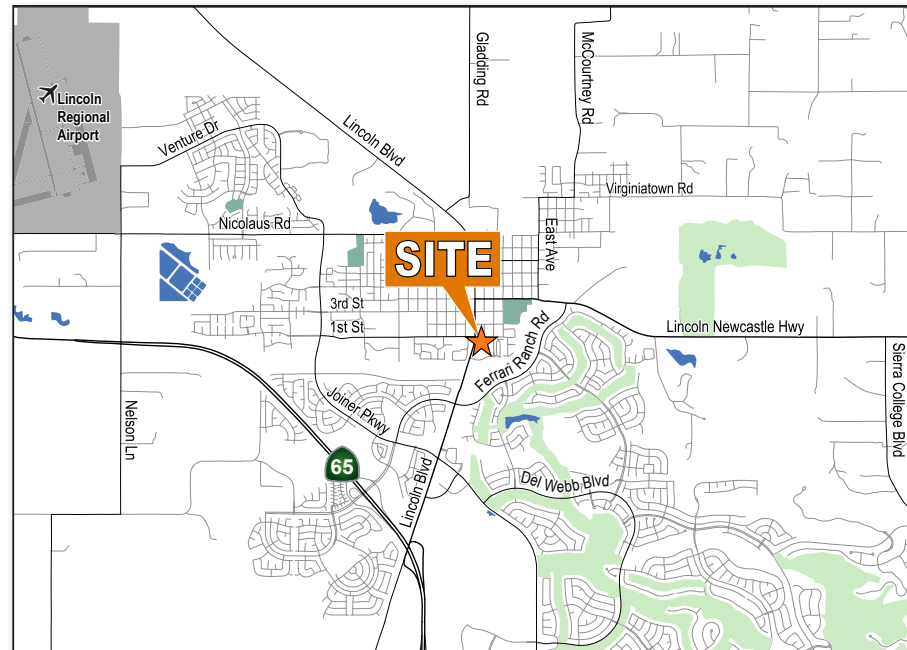 Lincoln
Regional
Airport
Venture Dr
Lincoln Blvd
Gladding Rd
McCourtney Rd
Virginiatown Rd
Nicolaus Rd
East Ave
SITE
3rd St
1st St
Lincoln Newcastle Hwy
Ferrari Ranch Rd
Sierra College Blvd
Joiner Pkwy
Nelson Ln
65
Lincoln Blvd
Del Webb Blvd